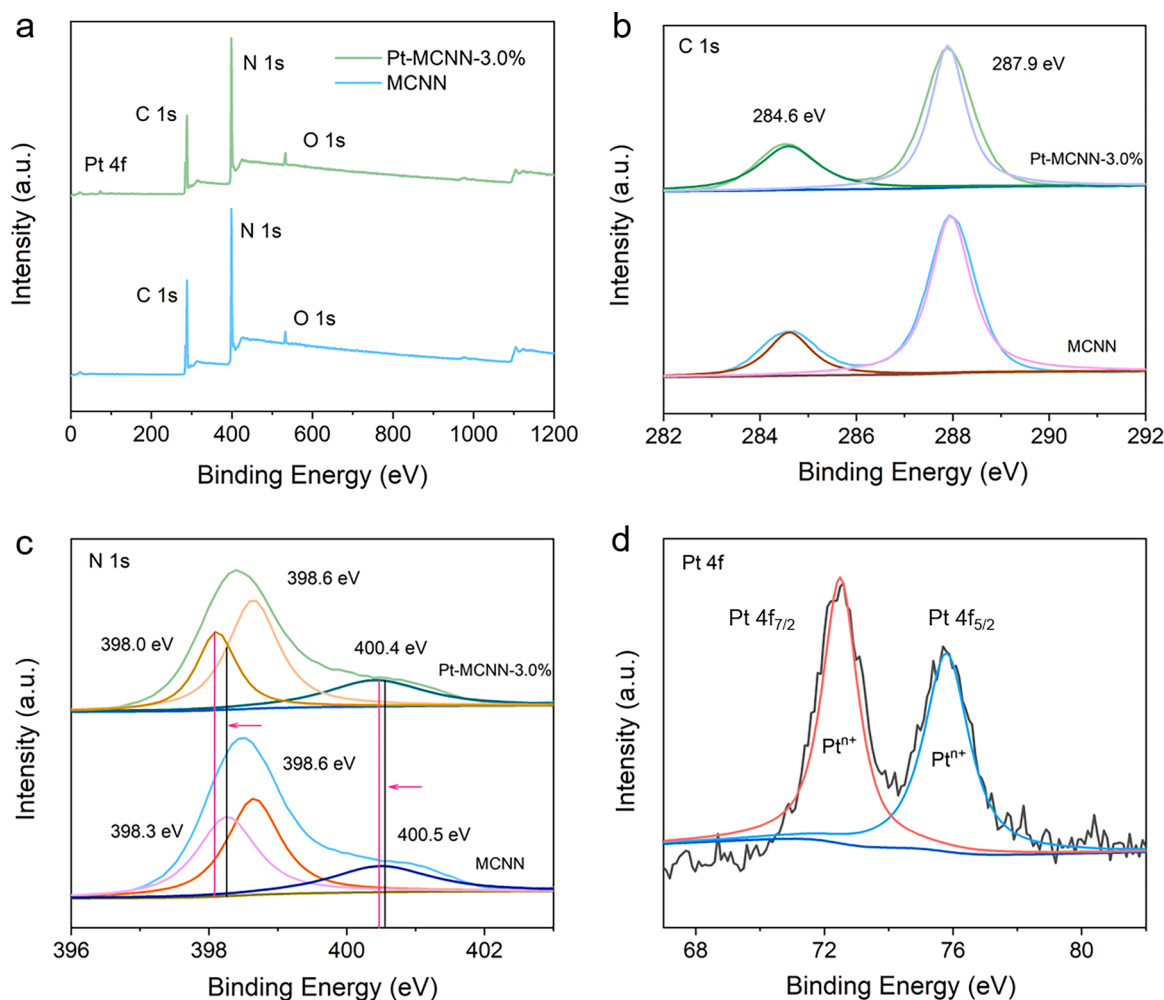 a
N 1s
Pt-MCNN-3.0%
MCNN
C 1s
O 1s
Pt 4f
N 1s
C 1s
O 1s
Intensity (a.u.)
0 200 400 600 800 1000 1200
Binding Energy (eV)
b
C 1s
287.9 eV
284.6 eV
Pt-MCNN-3.0%
MCNN
Intensity (a.u.)
282 284 286 288 290 292
Binding Energy (eV)
c
N 1s
398.6 eV
398.0 eV
400.4 eV
Pt-MCNN-3.0%
398.6 eV
398.3 eV
400.5 eV
MCNN
Intensity (a.u.)
396 398 400 402
Binding Energy (eV)
d
Pt 4f
Pt 4f7/2
Pt 4f5/2
Ptn+
Ptn+
Intensity (a.u.)
68 72 76 80
Binding Energy (eV)